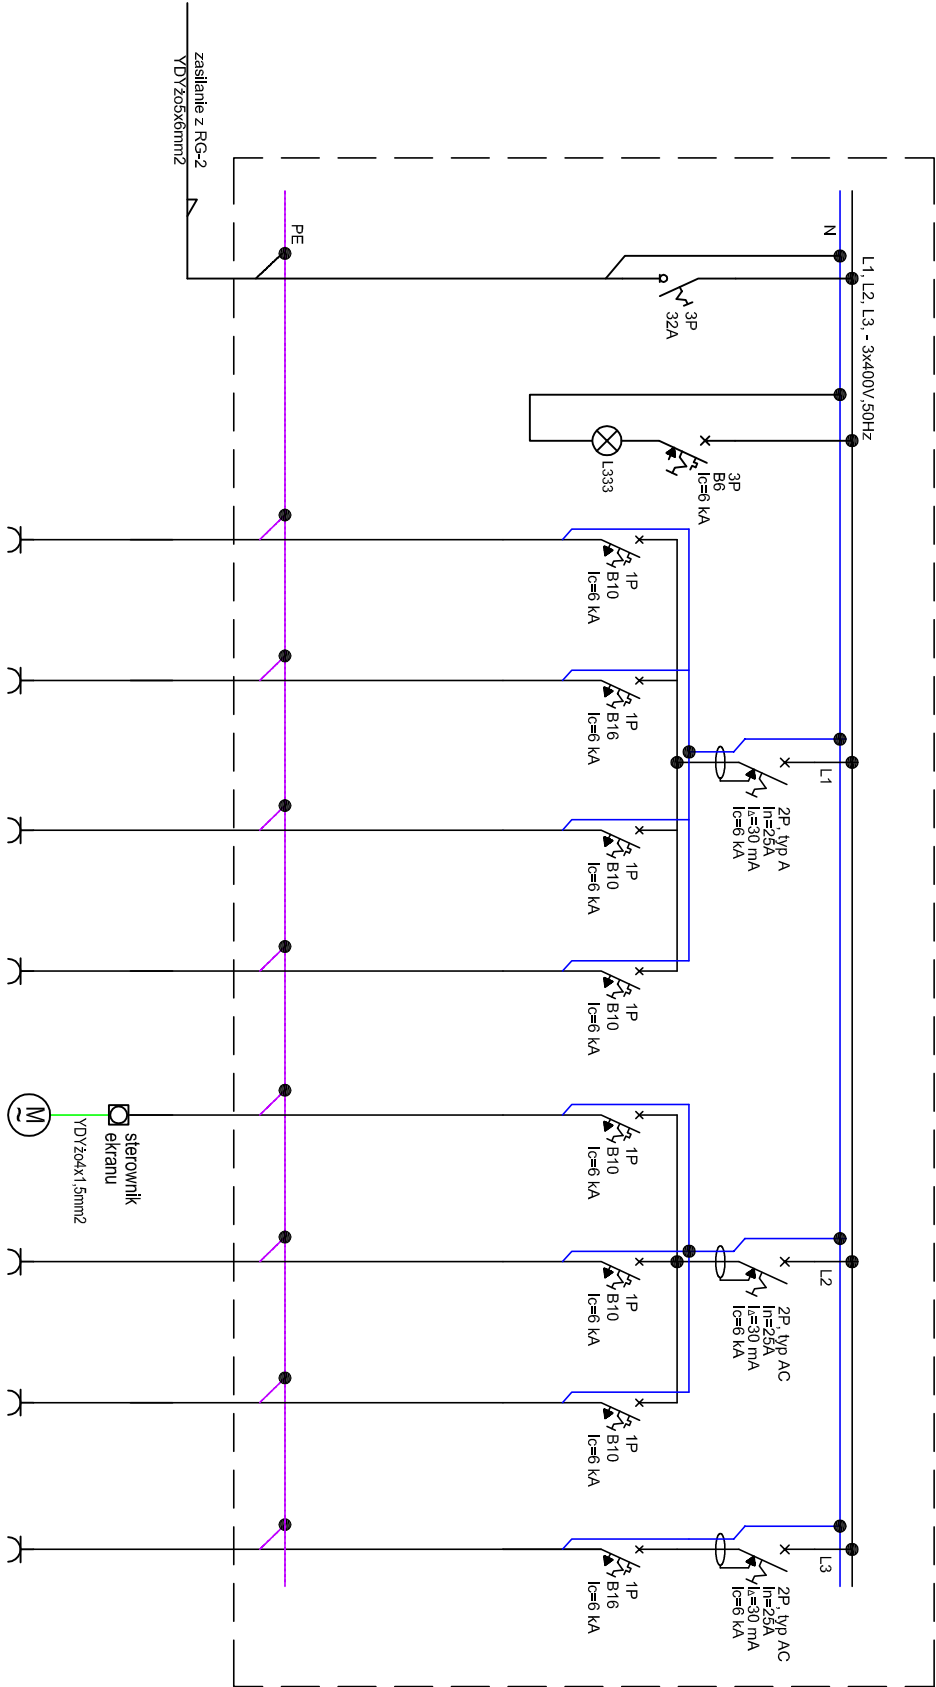 zasilanie z RG-2
YDYżo5x6mm2
L1, L2, L3, - 3x400V,50Hz
N
PE
3P
32A
3P
B6
Ic=6 kA
L333
L1
2P, typ A
In=25A
I∆=30 mA
Ic=6 kA
1P
B10
Ic=6 kA
1P
B16
Ic=6 kA
1P
B10
Ic=6 kA
1P
B10
Ic=6 kA
L2
2P, typ AC
In=25A
I∆=30 mA
Ic=6 kA
1P
B10
Ic=6 kA
1P
B10
Ic=6 kA
1P
B10
Ic=6 kA
L3
2P, typ AC
In=25A
I∆=30 mA
Ic=6 kA
1P
B16
Ic=6 kA
sterownik
ekranu
YDYżo4x1,5mm2
M
~